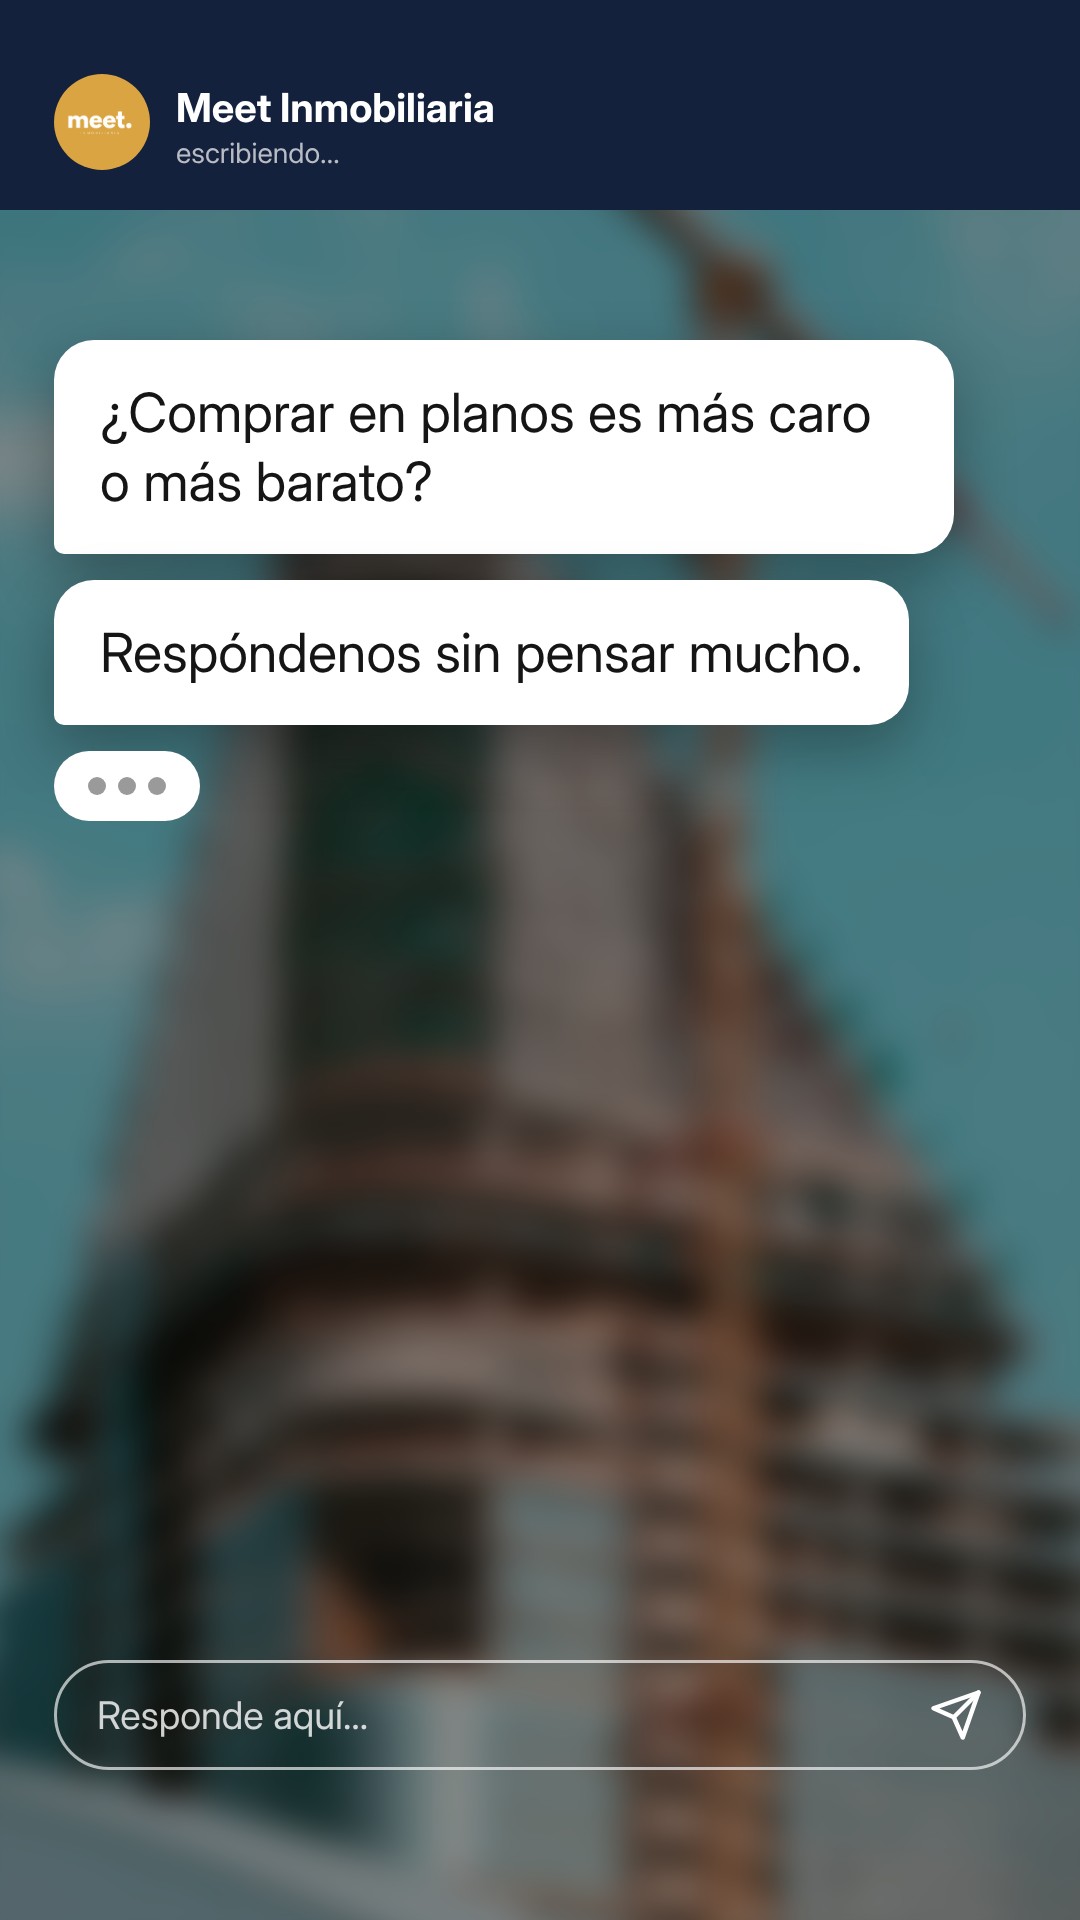 meet.
Meet Inmobiliaria
escribiendo...
¿Comprar en planos es más caro
o más barato?
Respóndenos sin pensar mucho.
Responde aquí...